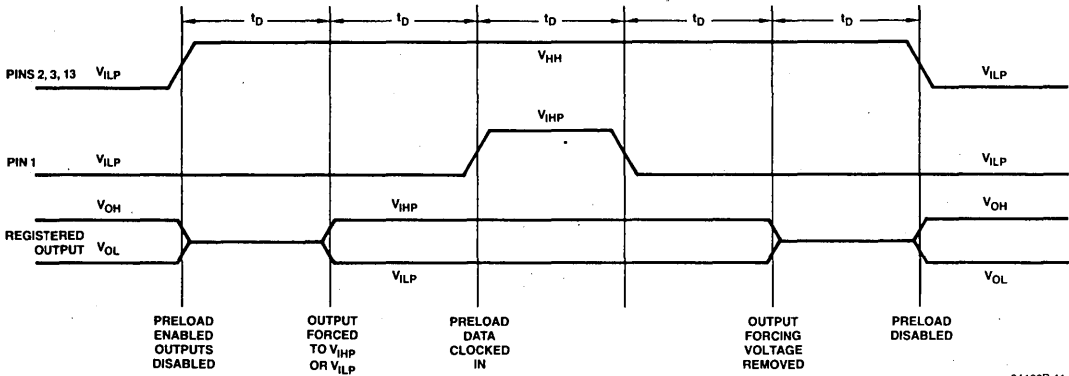 tD tD tD tD tD
PINS 2, 3, 13 VILP VHH VILP
PIN 1 VILP VIHP VILP
VOH VIHP VOH
REGISTERED
OUTPUT VOL VILP VOL
PRELOAD
ENABLED
OUTPUTS
DISABLED
OUTPUT
FORCED
TO VIHP
OR VILP
PRELOAD
DATA
CLOCKED
IN
OUTPUT
FORCING
VOLTAGE
REMOVED
PRELOAD
DISABLED